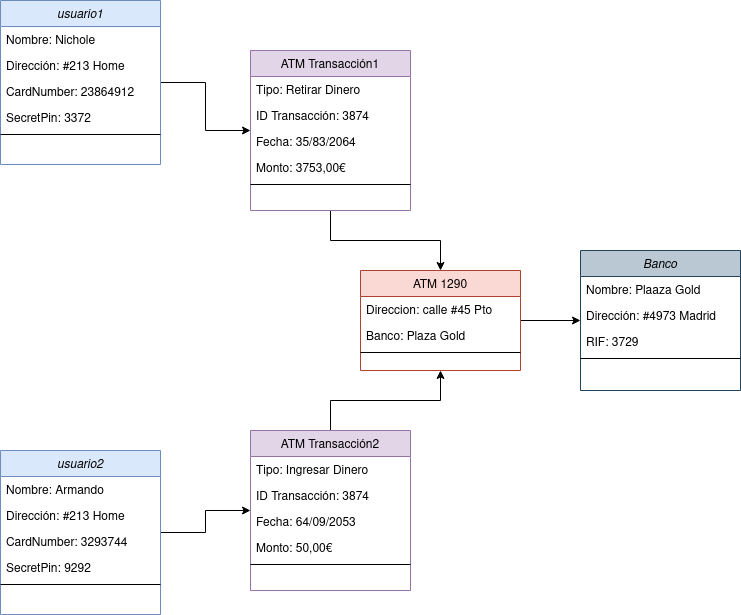 usuario1
Nombre: Nichole
Dirección: #213 Home
CardNumber: 23864912
SecretPin: 3372
ATM Transacción1
Tipo: Retirar Dinero
ID Transacción: 3874
Fecha: 35/83/2064
Monto: 3753,00€
ATM 1290
Direccion: calle #45 Pto
Banco: Plaza Gold
Banco
Nombre: Plaaza Gold
Dirección: #4973 Madrid
RIF: 3729
ATM Transacción2
Tipo: Ingresar Dinero
ID Transacción: 3874
Fecha: 64/09/2053
Monto: 50,00€
usuario2
Nombre: Armando
Dirección: #213 Home
CardNumber: 3293744
SecretPin: 9292